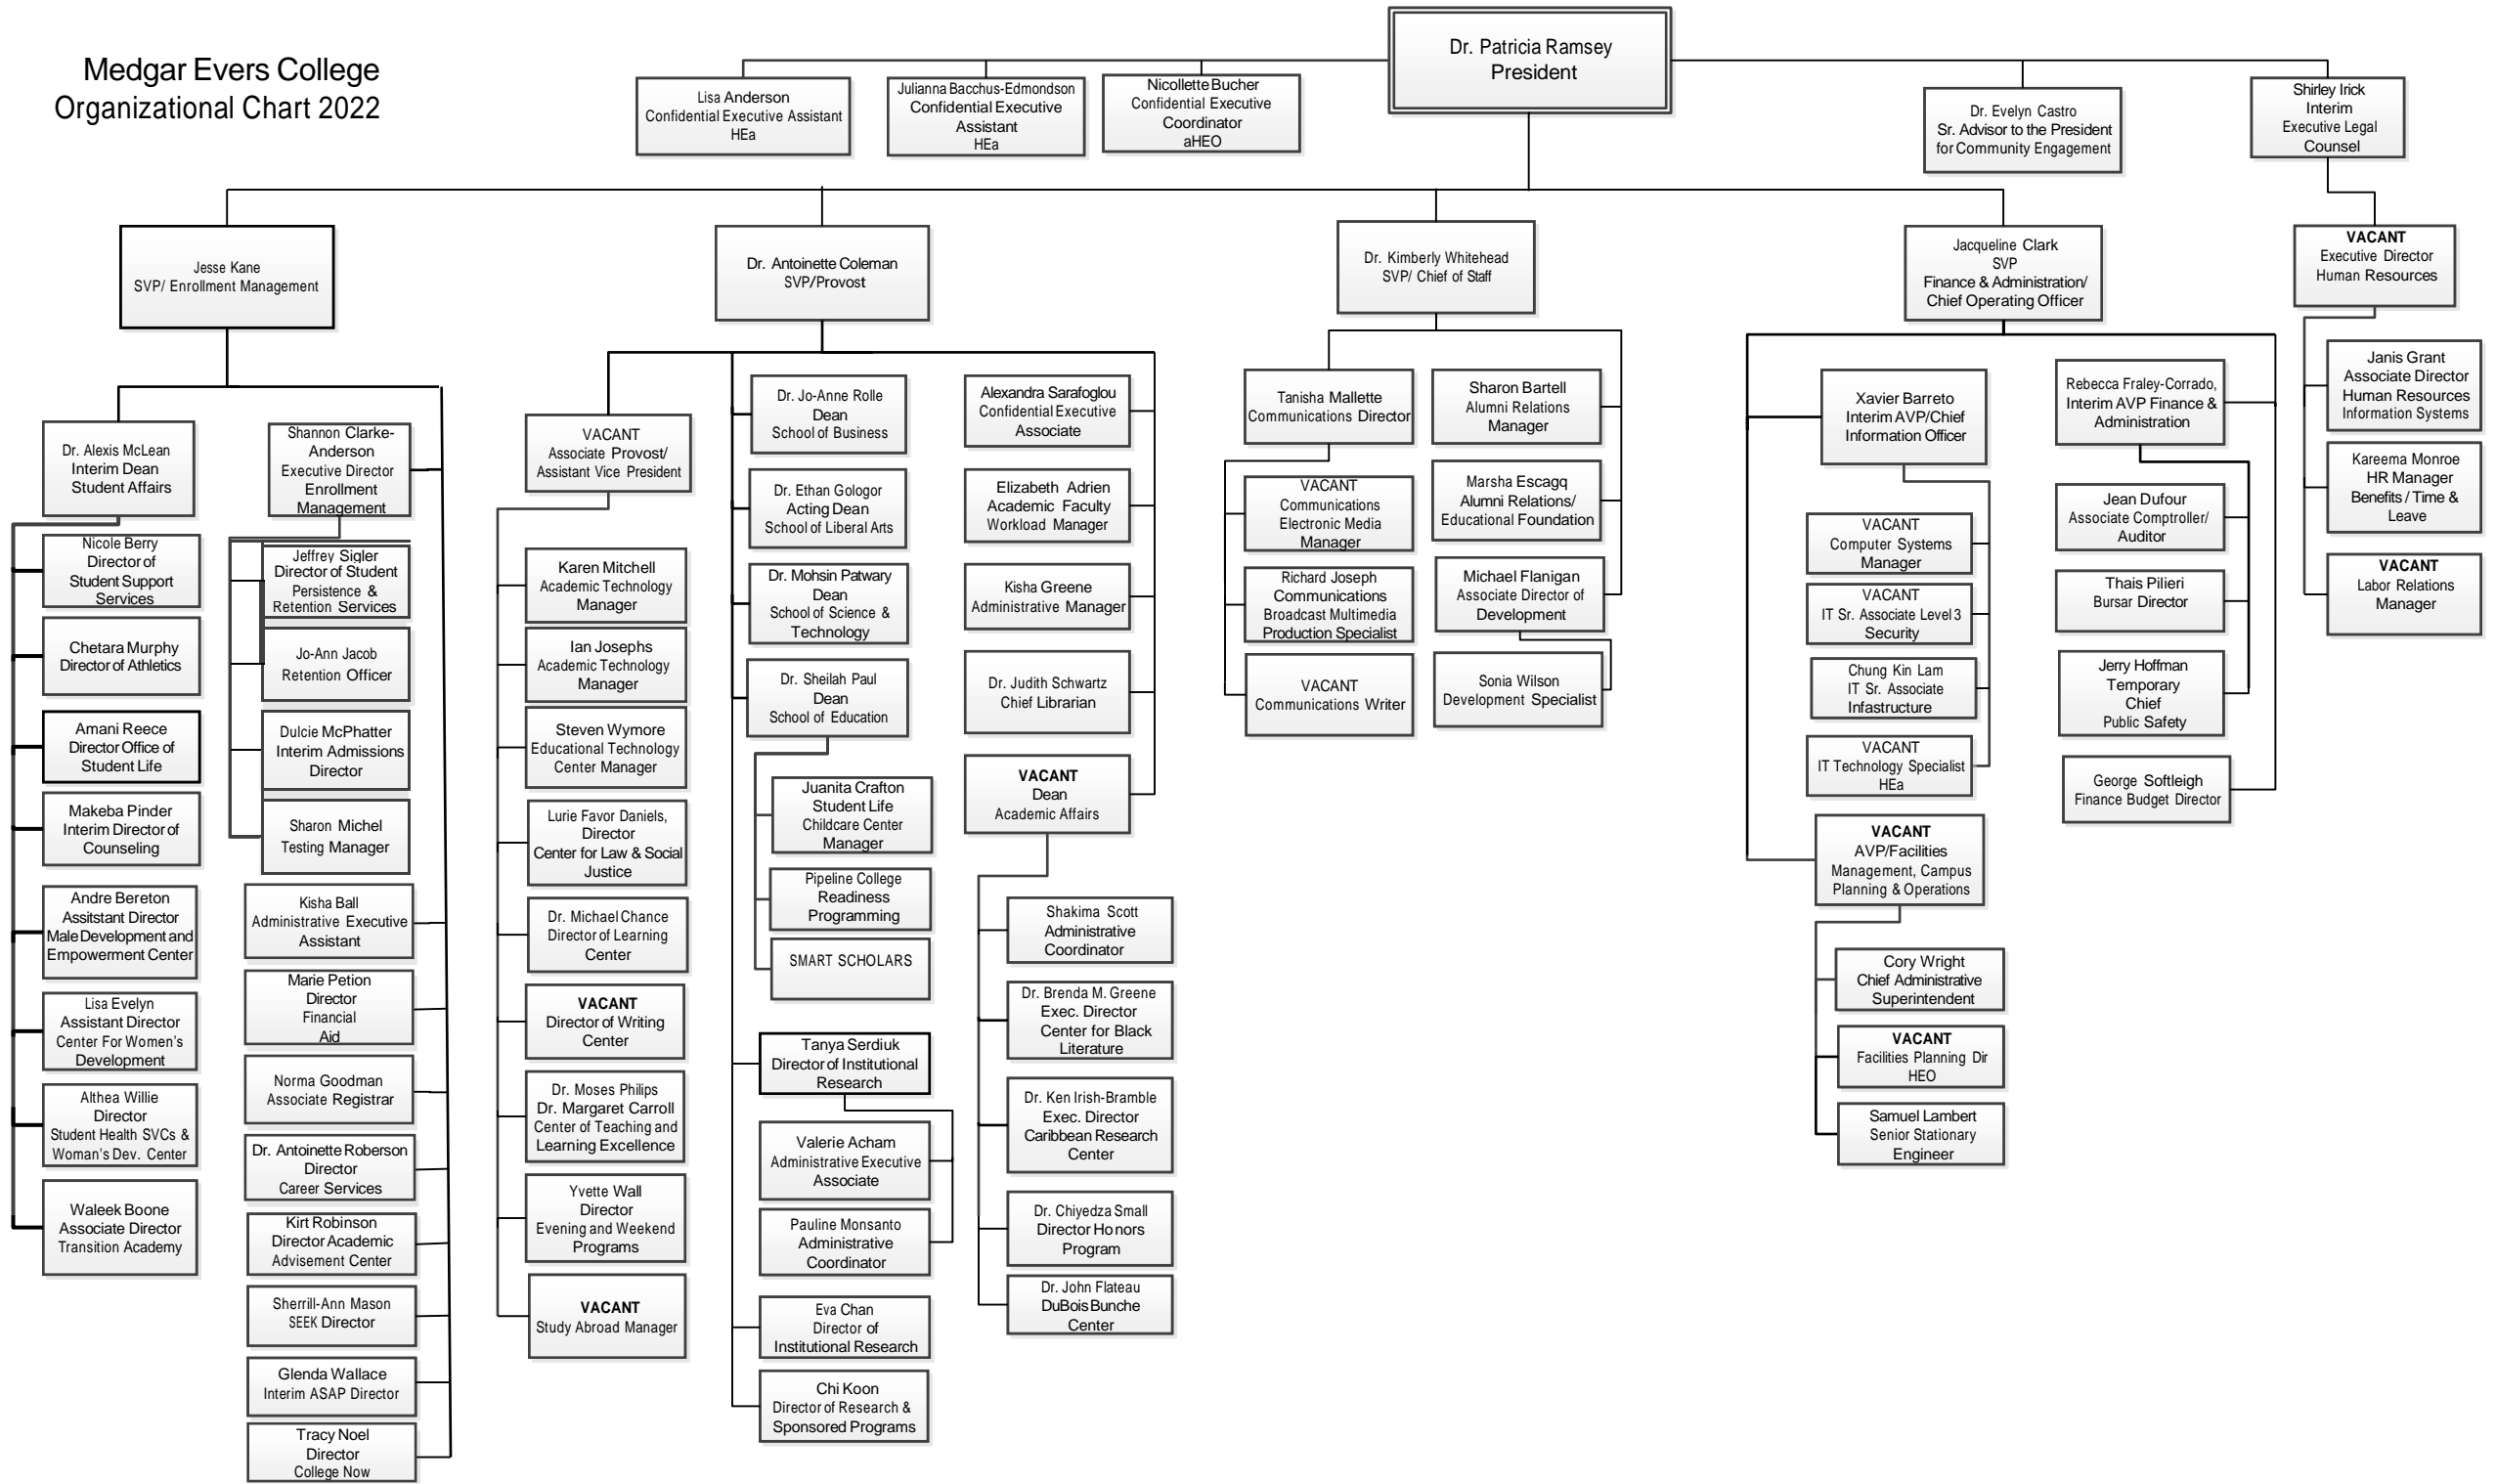 Medgar Evers College
Organizational Chart 2022
Dr. Patricia Ramsey
President
Lisa Anderson
Confidential Executive Assistant
HEa
Julianna Bacchus-Edmondson
Confidential Executive
Assistant
HEa
Nicollette Bucher
Confidential Executive
Coordinator
aHEO
Dr. Evelyn Castro
Sr. Advisor to the President
for Community Engagement
Shirley Irick
Interim
Executive Legal
Counsel
Jesse Kane
SVP/ Enrollment Management
Dr. Antoinette Coleman
SVP/Provost
Dr. Kimberly Whitehead
SVP/ Chief of Staff
Jacqueline Clark
SVP
Finance & Administration/
Chief Operating Officer
VACANT
Executive Director
Human Resources
Dr. Alexis McLean
Interim Dean
Student Affairs
Nicole Berry
Director of
Student Support
Services
Chetara Murphy
Director of Athletics
Amani Reece
Director Office of
Student Life
Makeba Pinder
Interim Director of
Counseling
Andre Bereton
Assitstant Director
Male Development and
Empowerment Center
Lisa Evelyn
Assistant Director
Center For Women's
Development
Althea Willie
Director
Student Health SVCs &
Woman's Dev. Center
Waleek Boone
Associate Director
Transition Academy
Shannon Clarke-
Anderson
Executive Director
Enrollment
Management
Jeffrey Sigler
Director of Student
Persistence &
Retention Services
Jo-Ann Jacob
Retention Officer
Dulcie McPhatter
Interim Admissions
Director
Sharon Michel
Testing Manager
Kisha Ball
Administrative Executive
Assistant
Marie Petion
Director
Financial
Aid
Norma Goodman
Associate Registrar
Dr. Antoinette Roberson
Director
Career Services
Kirt Robinson
Director Academic
Advisement Center
Sherrill-Ann Mason
SEEK Director
Glenda Wallace
Interim ASAP Director
Tracy Noel
Director
College Now
VACANT
Associate Provost/
Assistant Vice President
Karen Mitchell
Academic Technology
Manager
Ian Josephs
Academic Technology
Manager
Steven Wymore
Educational Technology
Center Manager
Lurie Favor Daniels,
Director
Center for Law & Social
Justice
Dr. Michael Chance
Director of Learning
Center
VACANT
Director of Writing
Center
Dr. Moses Philips
Dr. Margaret Carroll
Center of Teaching and
Learning Excellence
Yvette Wall
Director
Evening and Weekend
Programs
VACANT
Study Abroad Manager
Dr. Jo-Anne Rolle
Dean
School of Business
Dr. Ethan Gologor
Acting Dean
School of Liberal Arts
Dr. Mohsin Patwary
Dean
School of Science &
Technology
Dr. Sheilah Paul
Dean
School of Education
Juanita Crafton
Student Life
Childcare Center
Manager
Pipeline College
Readiness
Programming
SMART SCHOLARS
Tanya Serdiuk
Director of Institutional
Research
Valerie Acham
Administrative Executive
Associate
Pauline Monsanto
Administrative
Coordinator
Eva Chan
Director of
Institutional Research
Chi Koon
Director of Research &
Sponsored Programs
Alexandra Sarafoglou
Confidential Executive
Associate
Elizabeth Adrien
Academic Faculty
Workload Manager
Kisha Greene
Administrative Manager
Dr. Judith Schwartz
Chief Librarian
VACANT
Dean
Academic Affairs
Shakima Scott
Administrative
Coordinator
Dr. Brenda M. Greene
Exec. Director
Center for Black
Literature
Dr. Ken Irish-Bramble
Exec. Director
Caribbean Research
Center
Dr. Chiyedza Small
Director Honors
Program
Dr. John Flateau
DuBois Bunche
Center
Tanisha Mallette
Communications Director
VACANT
Communications
Electronic Media
Manager
Richard Joseph
Communications
Broadcast Multimedia
Production Specialist
VACANT
Communications Writer
Sharon Bartell
Alumni Relations
Manager
Marsha Escagq
Alumni Relations/
Educational Foundation
Michael Flanigan
Associate Director of
Development
Sonia Wilson
Development Specialist
Xavier Barreto
Interim AVP/Chief
Information Officer
VACANT
Computer Systems
Manager
VACANT
IT Sr. Associate Level 3
Security
Chung Kin Lam
IT Sr. Associate
Infastructure
VACANT
IT Technology Specialist
HEa
VACANT
AVP/Facilities
Management, Campus
Planning & Operations
Cory Wright
Chief Administrative
Superintendent
VACANT
Facilities Planning Dir
HEO
Samuel Lambert
Senior Stationary
Engineer
Rebecca Fraley-Corrado,
Interim AVP Finance &
Administration
Jean Dufour
Associate Comptroller/
Auditor
Thais Pilieri
Bursar Director
Jerry Hoffman
Temporary
Chief
Public Safety
George Softleigh
Finance Budget Director
Janis Grant
Associate Director
Human Resources
Information Systems
Kareema Monroe
HR Manager
Benefits / Time &
Leave
VACANT
Labor Relations
Manager